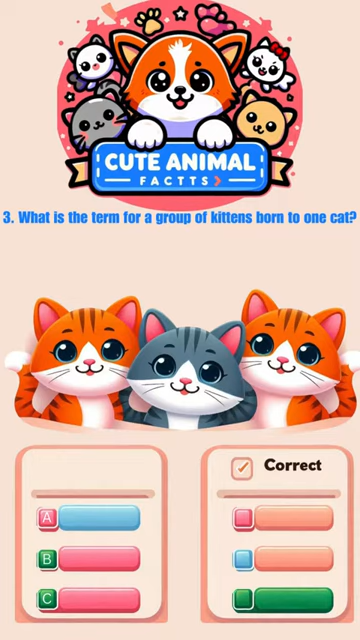 CUTE ANIMAL
FACTTS
3. What is the term for a group of kittens born to one cat?
Correct
A
B
C